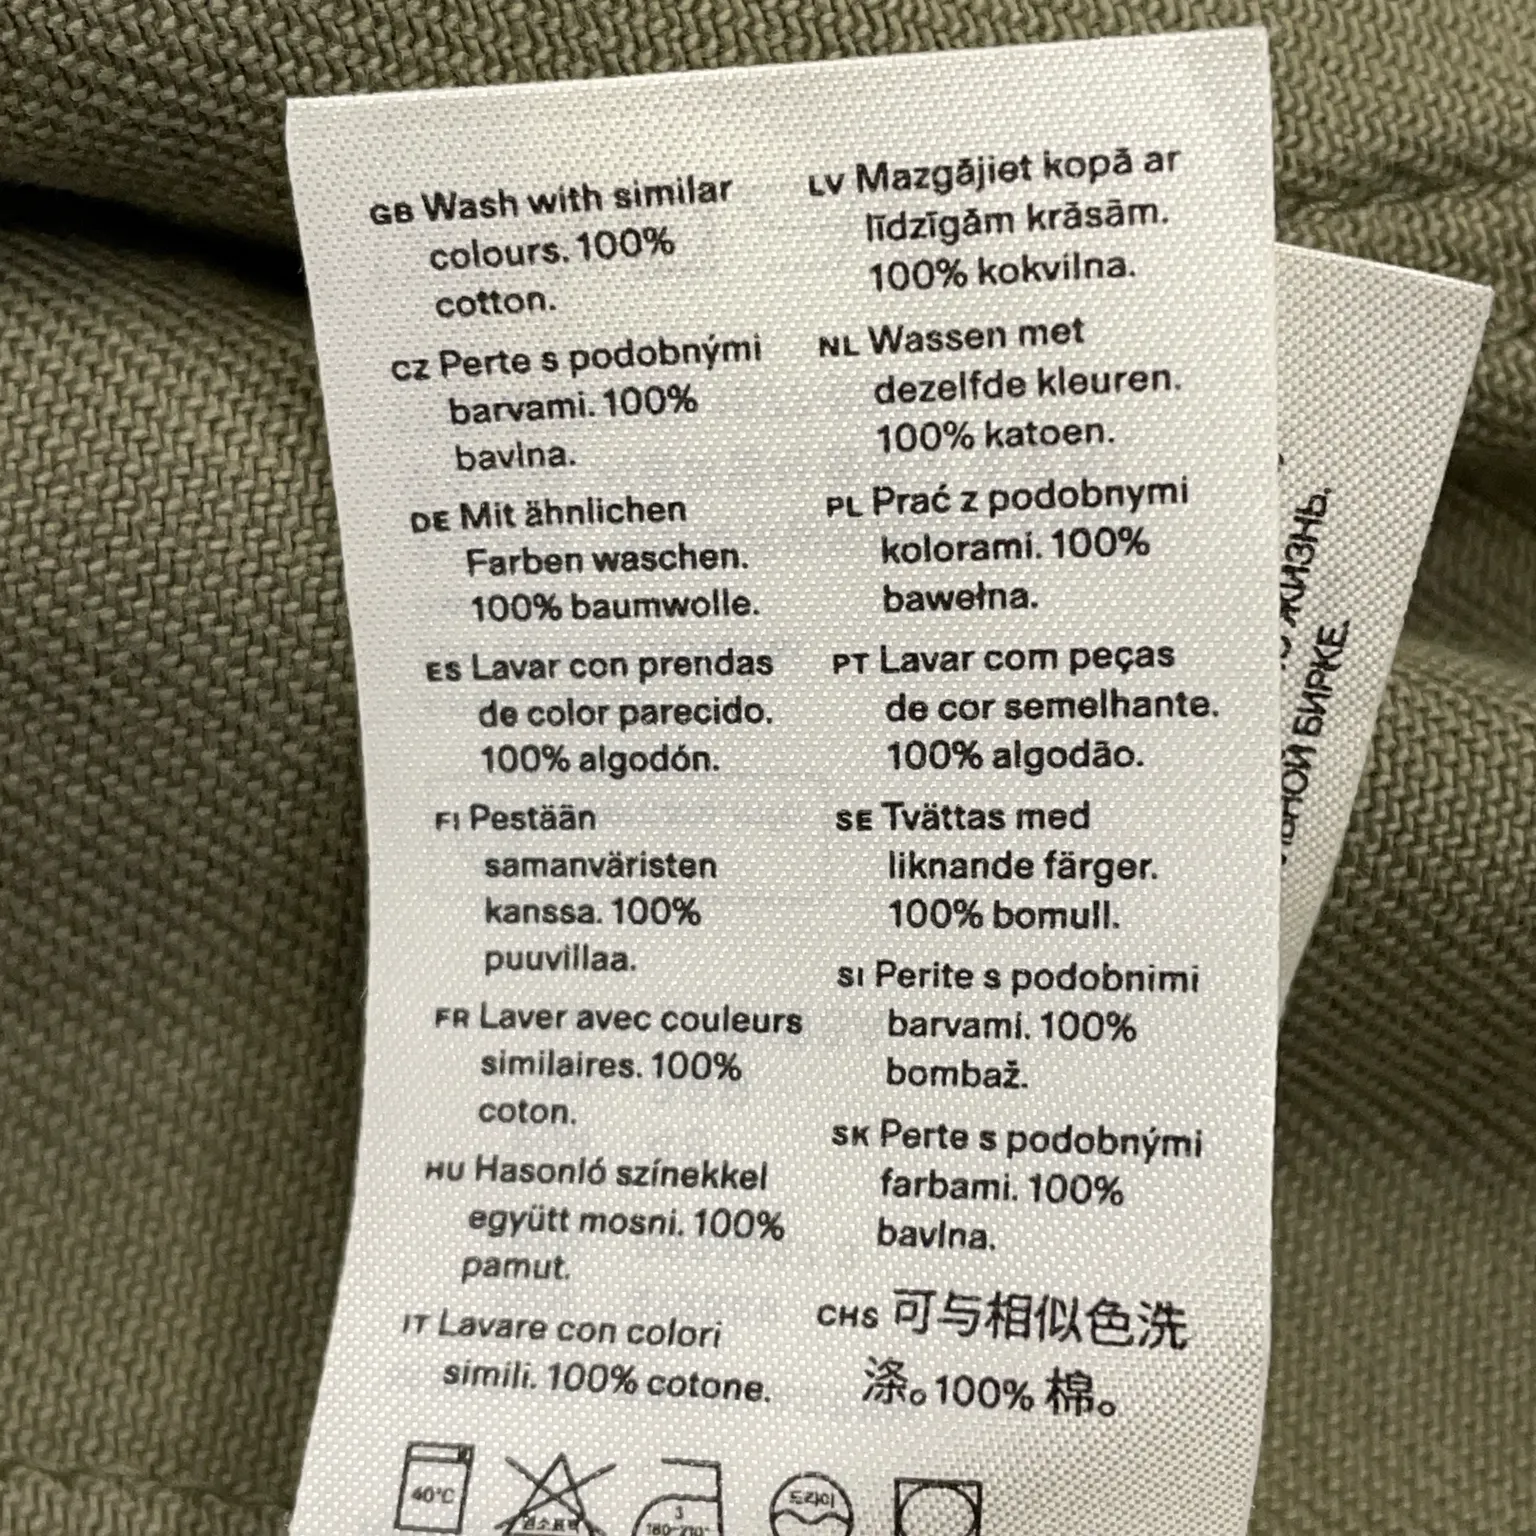 GB Wash with similar
colours. 100%
cotton.
CZ Perte s podobnými
barvami. 100%
bavlna.
DE Mit ähnlichen
Farben waschen.
100% baumwolle.
ES Lavar con prendas
de color parecido.
100% algodón.
FI Pestään
samanväristen
kanssa. 100%
puuvillaa.
FR Laver avec couleurs
similaires. 100%
coton.
HU Hasonló színekkel
együtt mosni. 100%
pamut.
IT Lavare con colori
simili. 100% cotone.
LV Mazgājiet kopā ar
līdzīgām krāsām.
100% kokvilna.
NL Wassen met
dezelfde kleuren.
100% katoen.
PL Prać z podobnymi
kolorami. 100%
bawełna.
PT Lavar com peças
de cor semelhante.
100% algodão.
SE Tvättas med
liknande färger.
100% bomull.
SI Perite s podobnimi
barvami. 100%
bombaž.
SK Perte s podobnými
farbami. 100%
bavlna.
CHS 可与相似色洗
涤。100% 棉。
40°C
3
드라이
ЖИЗНЬ.
БИРКЕ.